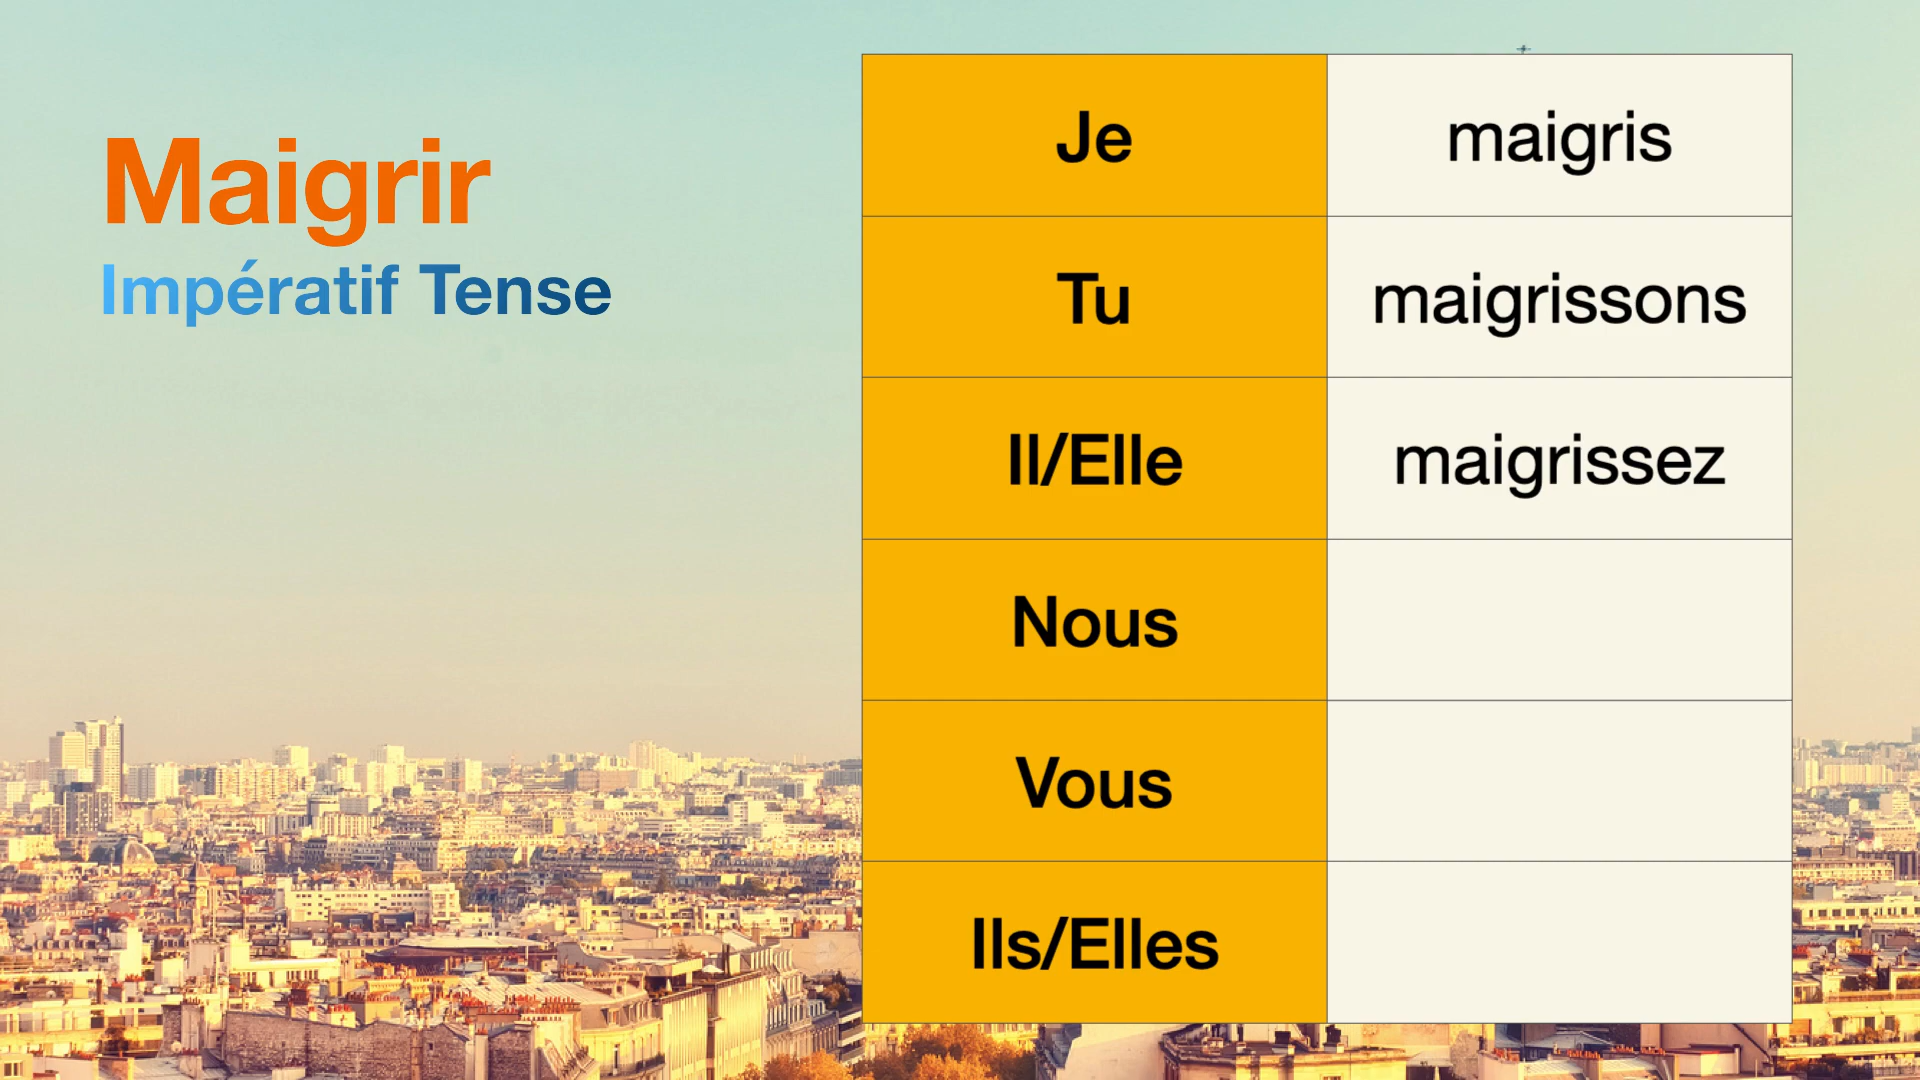 Maigrir
Impératif Tense
Je maigris
Tu maigrissons
Il/Elle maigrissez
Nous
Vous
Ils/Elles